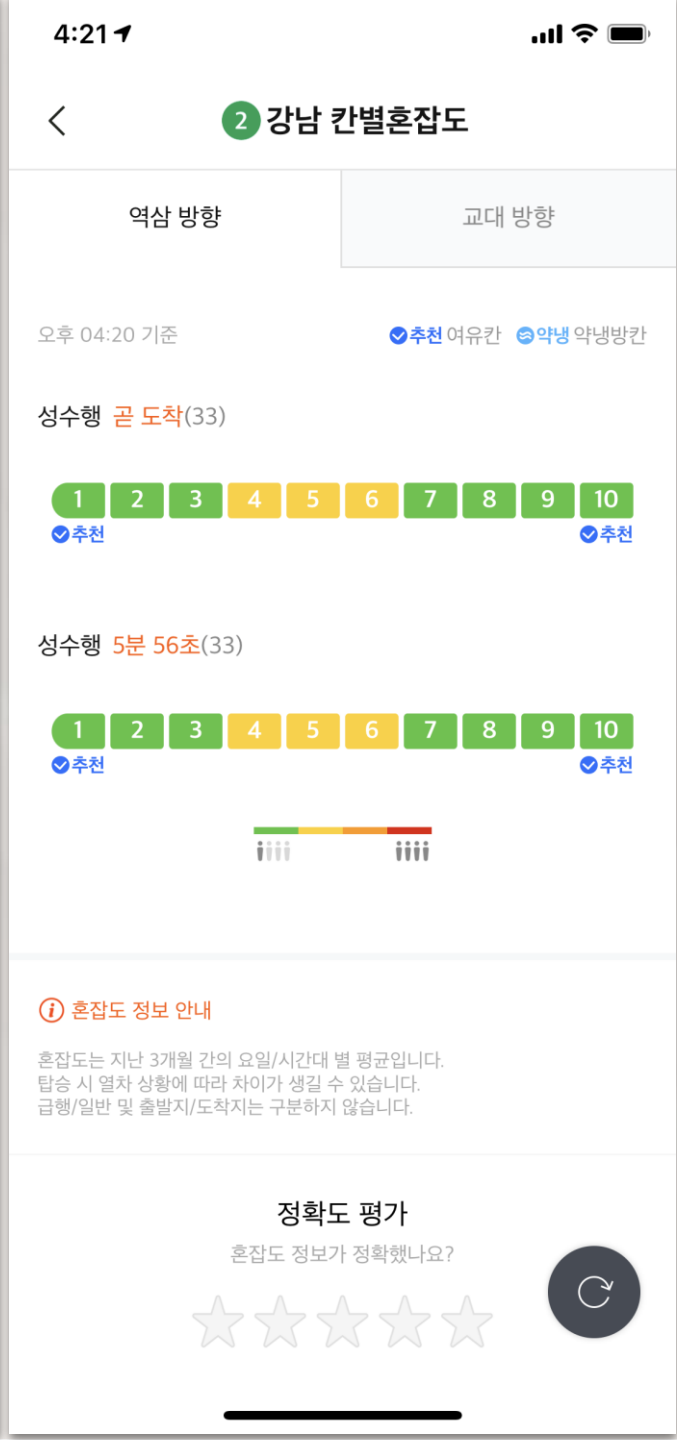 4:21
2 강남 칸별혼잡도
역삼 방향 교대 방향
오후 04:20 기준 추천 여유칸 약냉 약냉방칸
성수행 곧 도착(33)
1 2 3 4 5 6 7 8 9 10
추천 추천
성수행 5분 56초(33)
1 2 3 4 5 6 7 8 9 10
추천 추천
혼잡도 정보 안내
혼잡도는 지난 3개월 간의 요일/시간대 별 평균입니다.
탑승 시 열차 상황에 따라 차이가 생길 수 있습니다.
급행/일반 및 출발지/도착지는 구분하지 않습니다.
정확도 평가
혼잡도 정보가 정확했나요?